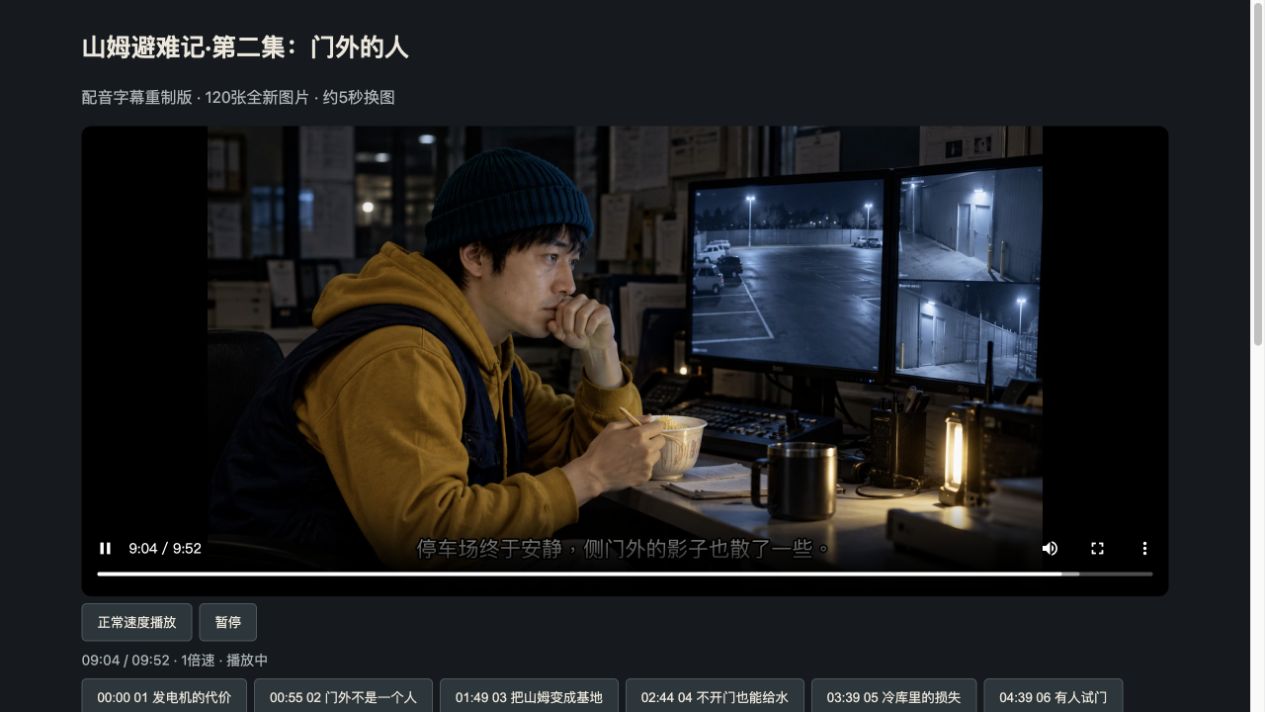 山姆避难记·第二集：门外的人
配音字幕重制版 · 120张全新图片 · 约5秒换图
停车场终于安静，侧门外的影子也散了一些。
9:04 / 9:52
正常速度播放 暂停
09:04 / 09:52 · 1倍速 · 播放中
00:00 01 发电机的代价 00:55 02 门外不是一个人 01:49 03 把山姆变成基地 02:44 04 不开门也能给水 03:39 05 冷库里的损失 04:39 06 有人试门